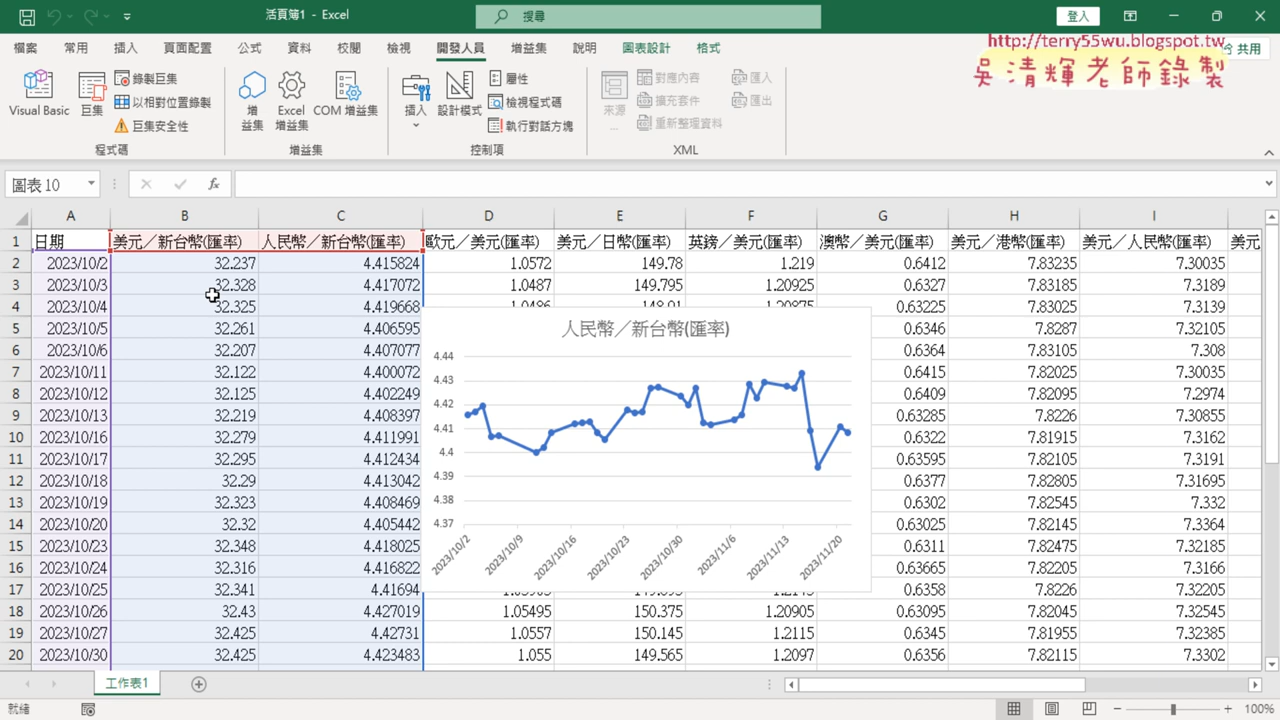 活頁簿1 - Excel
搜尋
登入
檔案 常用 插入 頁面配置 公式 資料 校閱 檢視 開發人員 增益集 說明 圖表設計 格式 共用
http://terry55wu.blogspot.tw
吳清輝老師錄製
Visual Basic 巨集 錄製巨集 以相對位置錄製 巨集安全性 程式碼
增益集 Excel 增益集 COM 增益集 增益集
插入 設計模式 屬性 檢視程式碼 執行對話方塊 控制項
來源... 對應內容 擴充套件 重新整理資料 匯入 匯出 XML
圖表 10 fx
A B C D E F G H I
1 日期 美元／新台幣(匯率) 人民幣／新台幣(匯率) 歐元／美元(匯率) 美元／日幣(匯率) 英鎊／美元(匯率) 澳幣／美元(匯率) 美元／港幣(匯率) 美元／人民幣(匯率) 美元
2 2023/10/2 32.237 4.415824 1.0572 149.78 1.219 0.6412 7.83235 7.30035
3 2023/10/3 32.328 4.417072 1.0487 149.795 1.20925 0.6327 7.83185 7.3189
4 2023/10/4 32.325 4.419668 1.0486 148.91 1.20875 0.63225 7.83025 7.3139
5 2023/10/5 32.261 4.406595 0.6346 7.8287 7.32105
6 2023/10/6 32.207 4.407077 0.6364 7.83105 7.308
7 2023/10/11 32.122 4.400072 0.6415 7.82025 7.30035
8 2023/10/12 32.125 4.402249 0.6409 7.82095 7.2974
9 2023/10/13 32.219 4.408397 0.63285 7.8226 7.30855
10 2023/10/16 32.279 4.411991 0.6322 7.81915 7.3162
11 2023/10/17 32.295 4.412434 0.63595 7.82105 7.3191
12 2023/10/18 32.29 4.413042 0.6377 7.82805 7.31695
13 2023/10/19 32.323 4.408469 0.6302 7.82545 7.332
14 2023/10/20 32.32 4.405442 0.63025 7.82145 7.3364
15 2023/10/23 32.348 4.418025 0.6311 7.82475 7.32185
16 2023/10/24 32.316 4.416822 0.63665 7.82205 7.3166
17 2023/10/25 32.341 4.41694 0.6358 7.8226 7.32205
18 2023/10/26 32.43 4.427019 1.05495 150.375 1.20905 0.63095 7.82045 7.32545
19 2023/10/27 32.425 4.42731 1.0557 150.145 1.2115 0.6345 7.81955 7.32385
20 2023/10/30 32.425 4.423483 1.055 149.565 1.2097 0.6356 7.82115 7.3302
人民幣／新台幣(匯率)
4.44
4.43
4.42
4.41
4.4
4.39
4.38
4.37
2023/10/2 2023/10/9 2023/10/16 2023/10/23 2023/10/30 2023/11/6 2023/11/13 2023/11/20
工作表1
就緒 100%